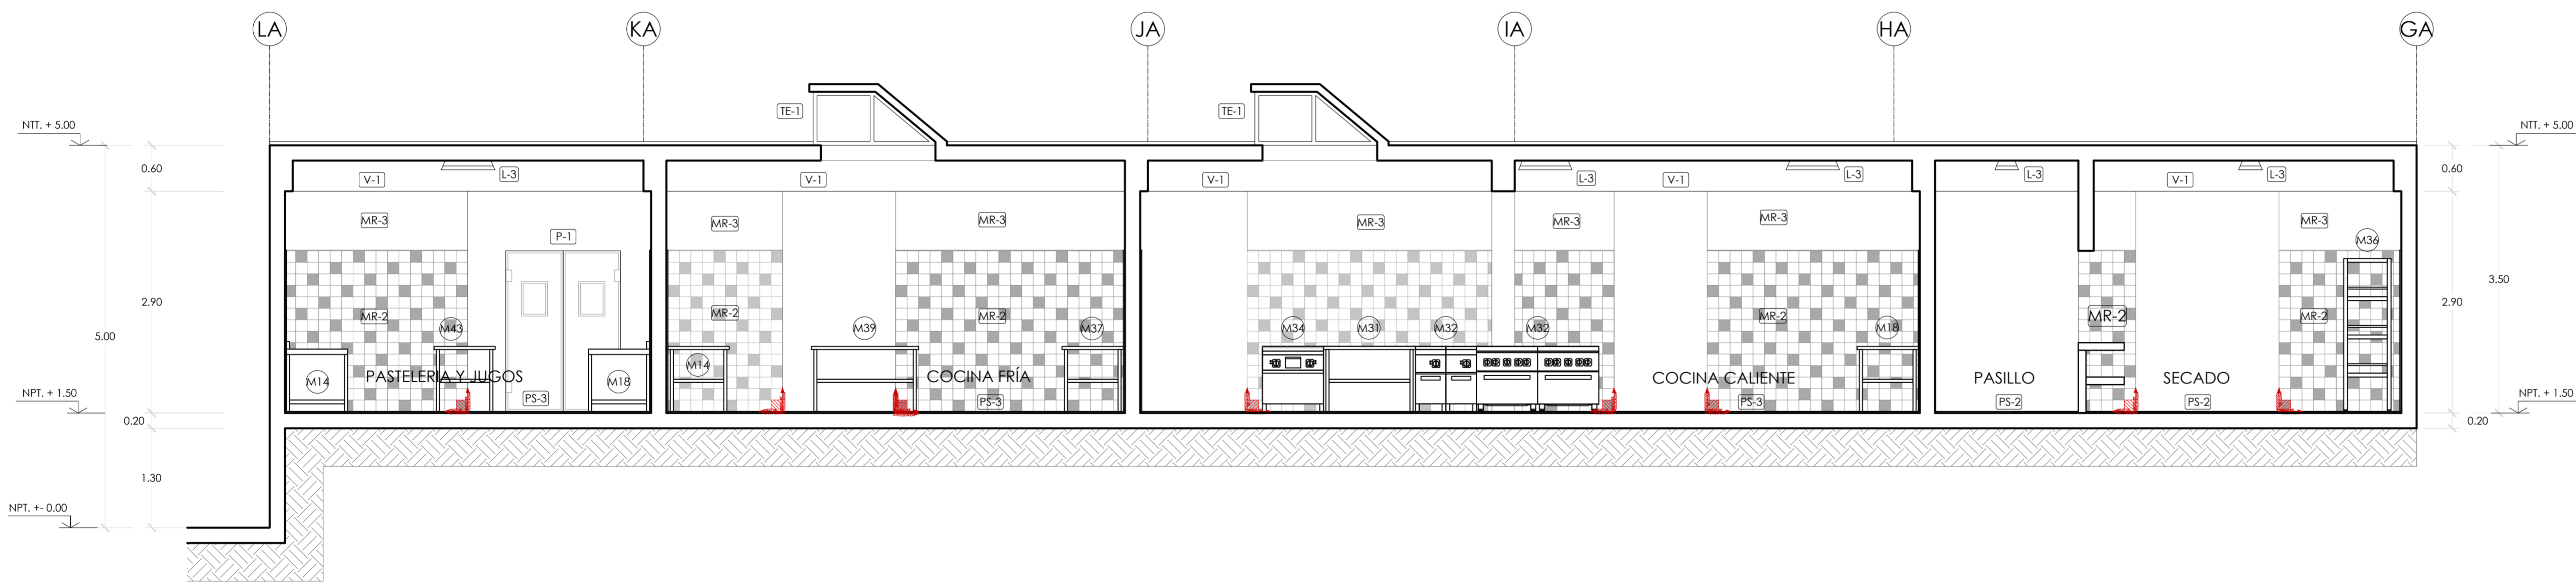 LA KA JA IA HA GA
TE-1 TE-1
NTT. + 5.00 NTT. + 5.00
0.60 0.60
L-3 L-3 L-3 L-3 L-3
V-1 V-1 V-1 V-1 V-1
MR-3 MR-3 MR-3 MR-3 MR-3 MR-3 MR-3
P-1 M36
3.50
2.90 2.90
MR-2 MR-2 MR-2 MR-2 MR-2 MR-2
M43 M39 M37 M34 M31 M32 M32 M18
5.00
M14
M14 PASTELERIA Y JUGOS M18 COCINA FRÍA COCINA CALIENTE PASILLO SECADO
NPT. + 1.50 NPT. + 1.50
PS-3 PS-3 PS-3 PS-2 PS-2
0.20 0.20
1.30
NPT. +- 0.00